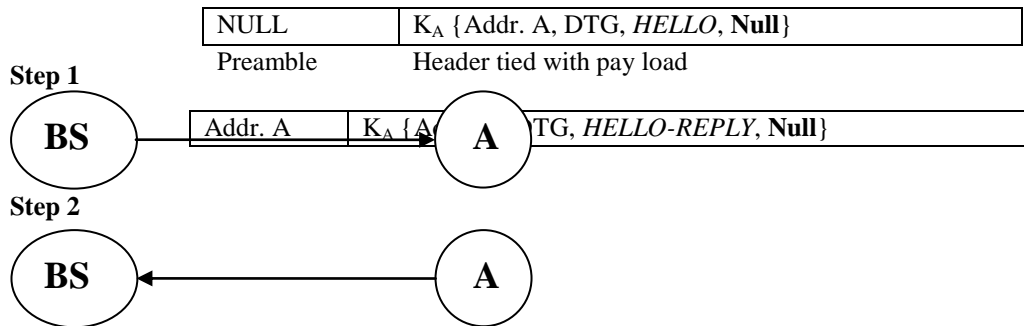 NULL K_A {Addr. A, DTG, HELLO, Null}
Preamble Header tied with pay load
Step 1
BS A
Addr. A K_A {A TG, HELLO-REPLY, Null}
Step 2
BS A